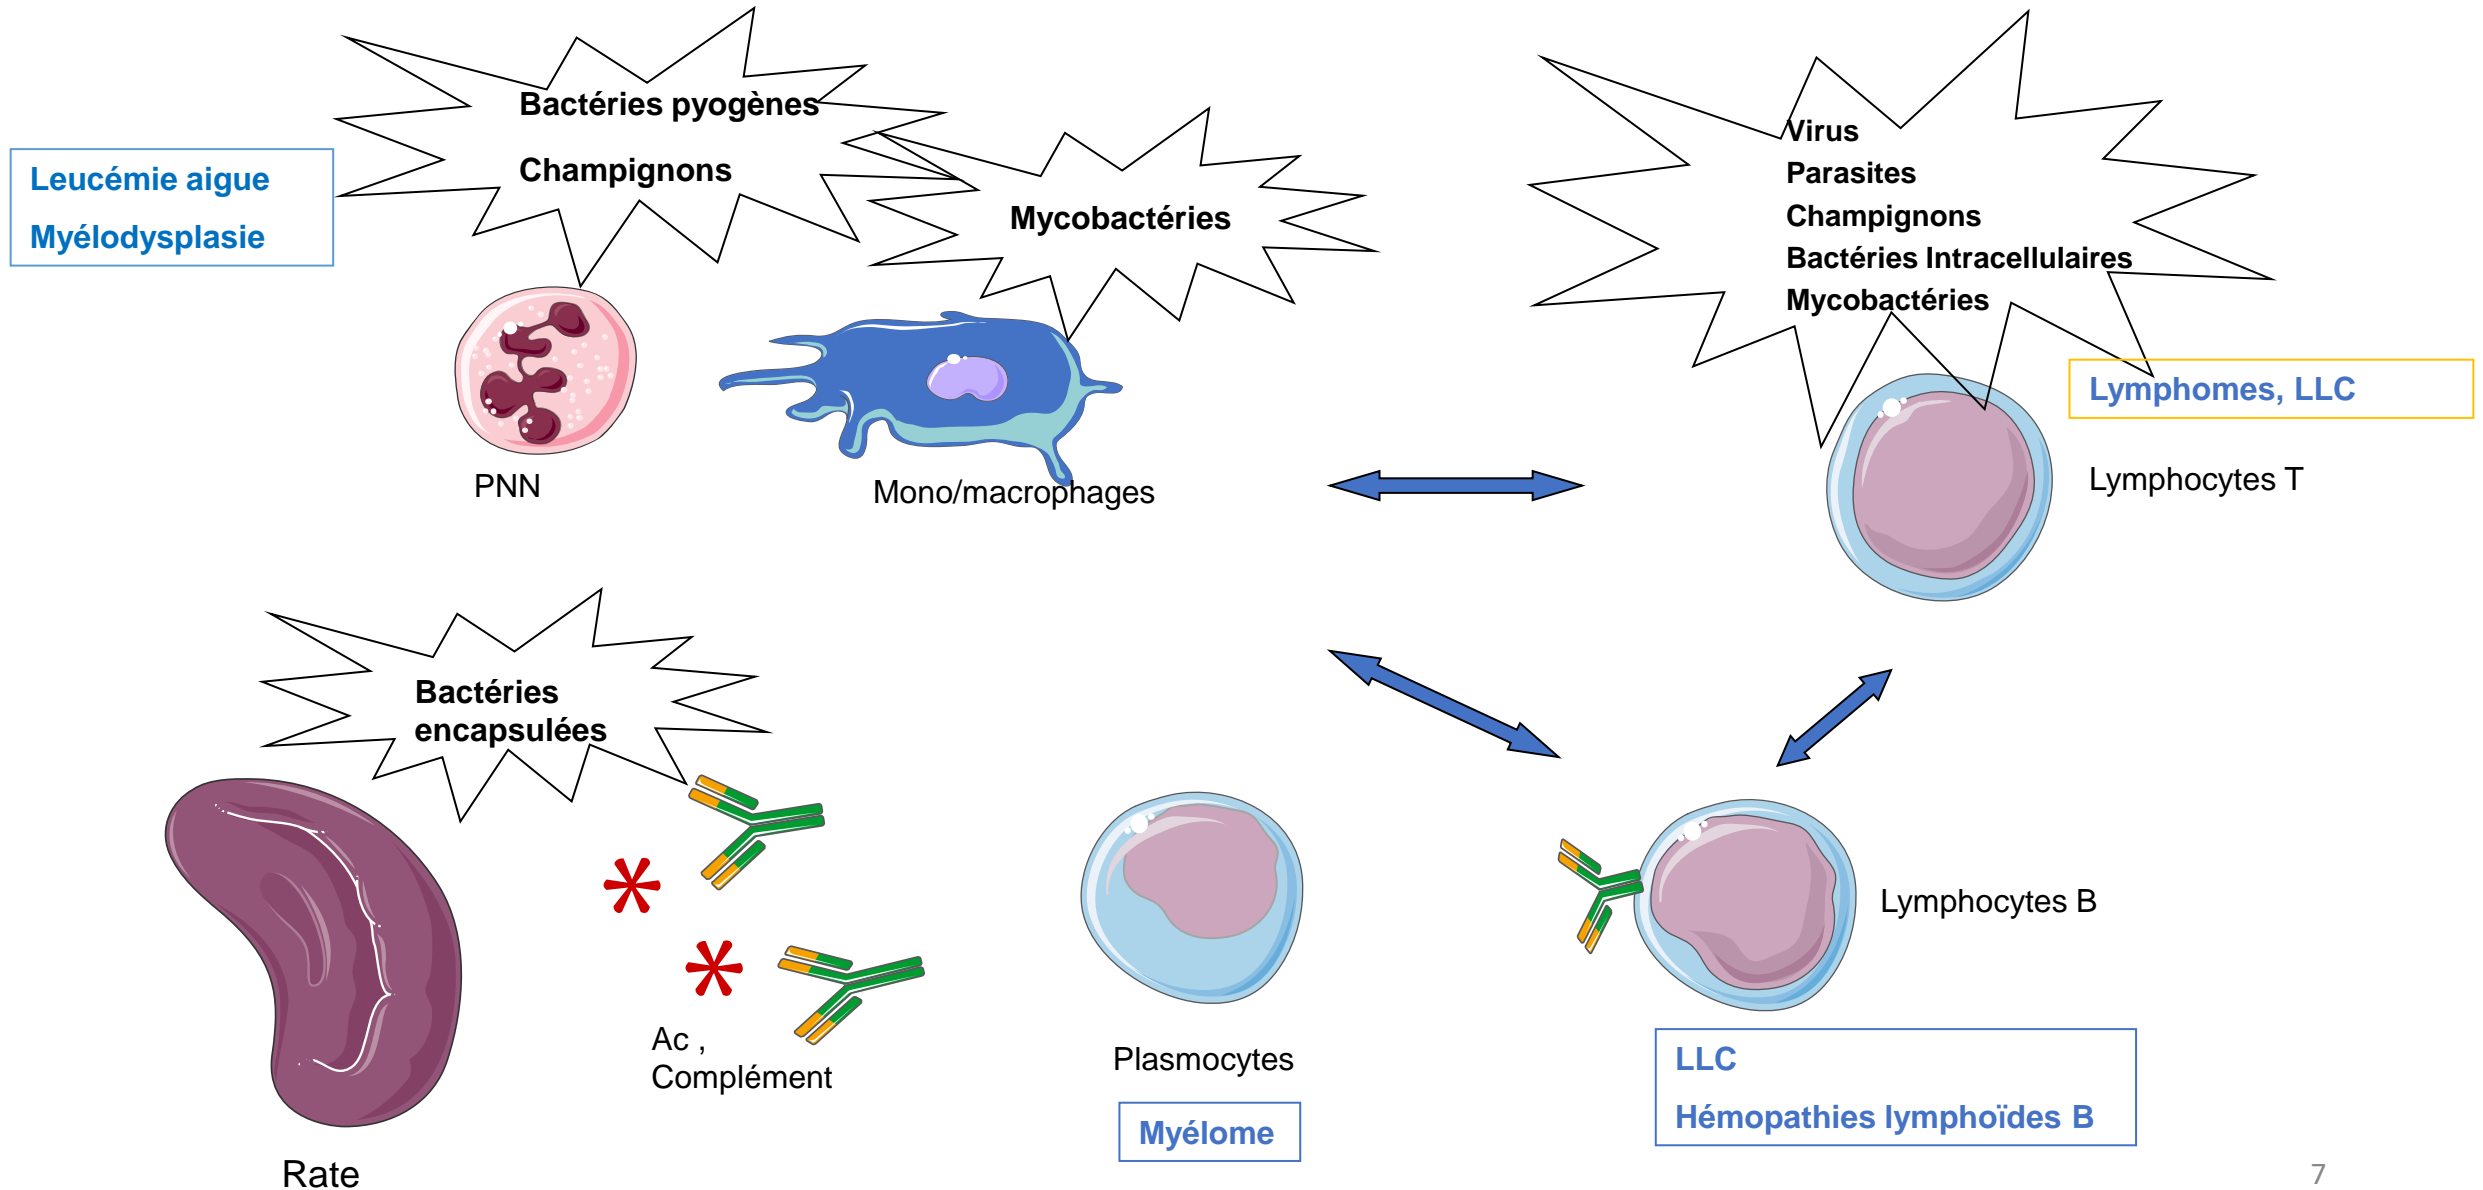 Bactéries pyogènes
Champignons
Leucémie aigue
Myélodysplasie
Mycobactéries
Virus
Parasites
Champignons
Bactéries Intracellulaires
Mycobactéries
Lymphomes, LLC
PNN
Mono/macrophages
Lymphocytes T
Bactéries
encapsulées
Ac ,
Complément
Rate
Plasmocytes
Myélome
Lymphocytes B
LLC
Hémopathies lymphoïdes B
7